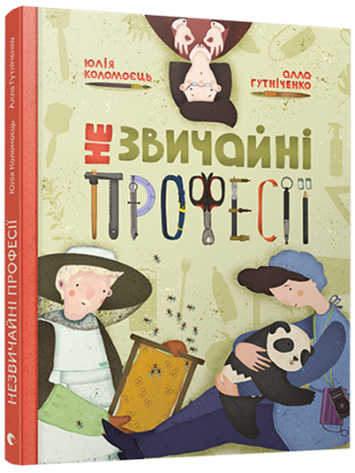 ЮЛІЯ
КОЛОМОЄЦЬ
АЛЛА
ГУТНІЧЕНКО
НЕЗВИЧАЙНІ
ПРОФЕСІЇ
Юлія Коломоєць, Алла Гутніченко
НЕЗВИЧАЙНІ ПРОФЕСІЇ